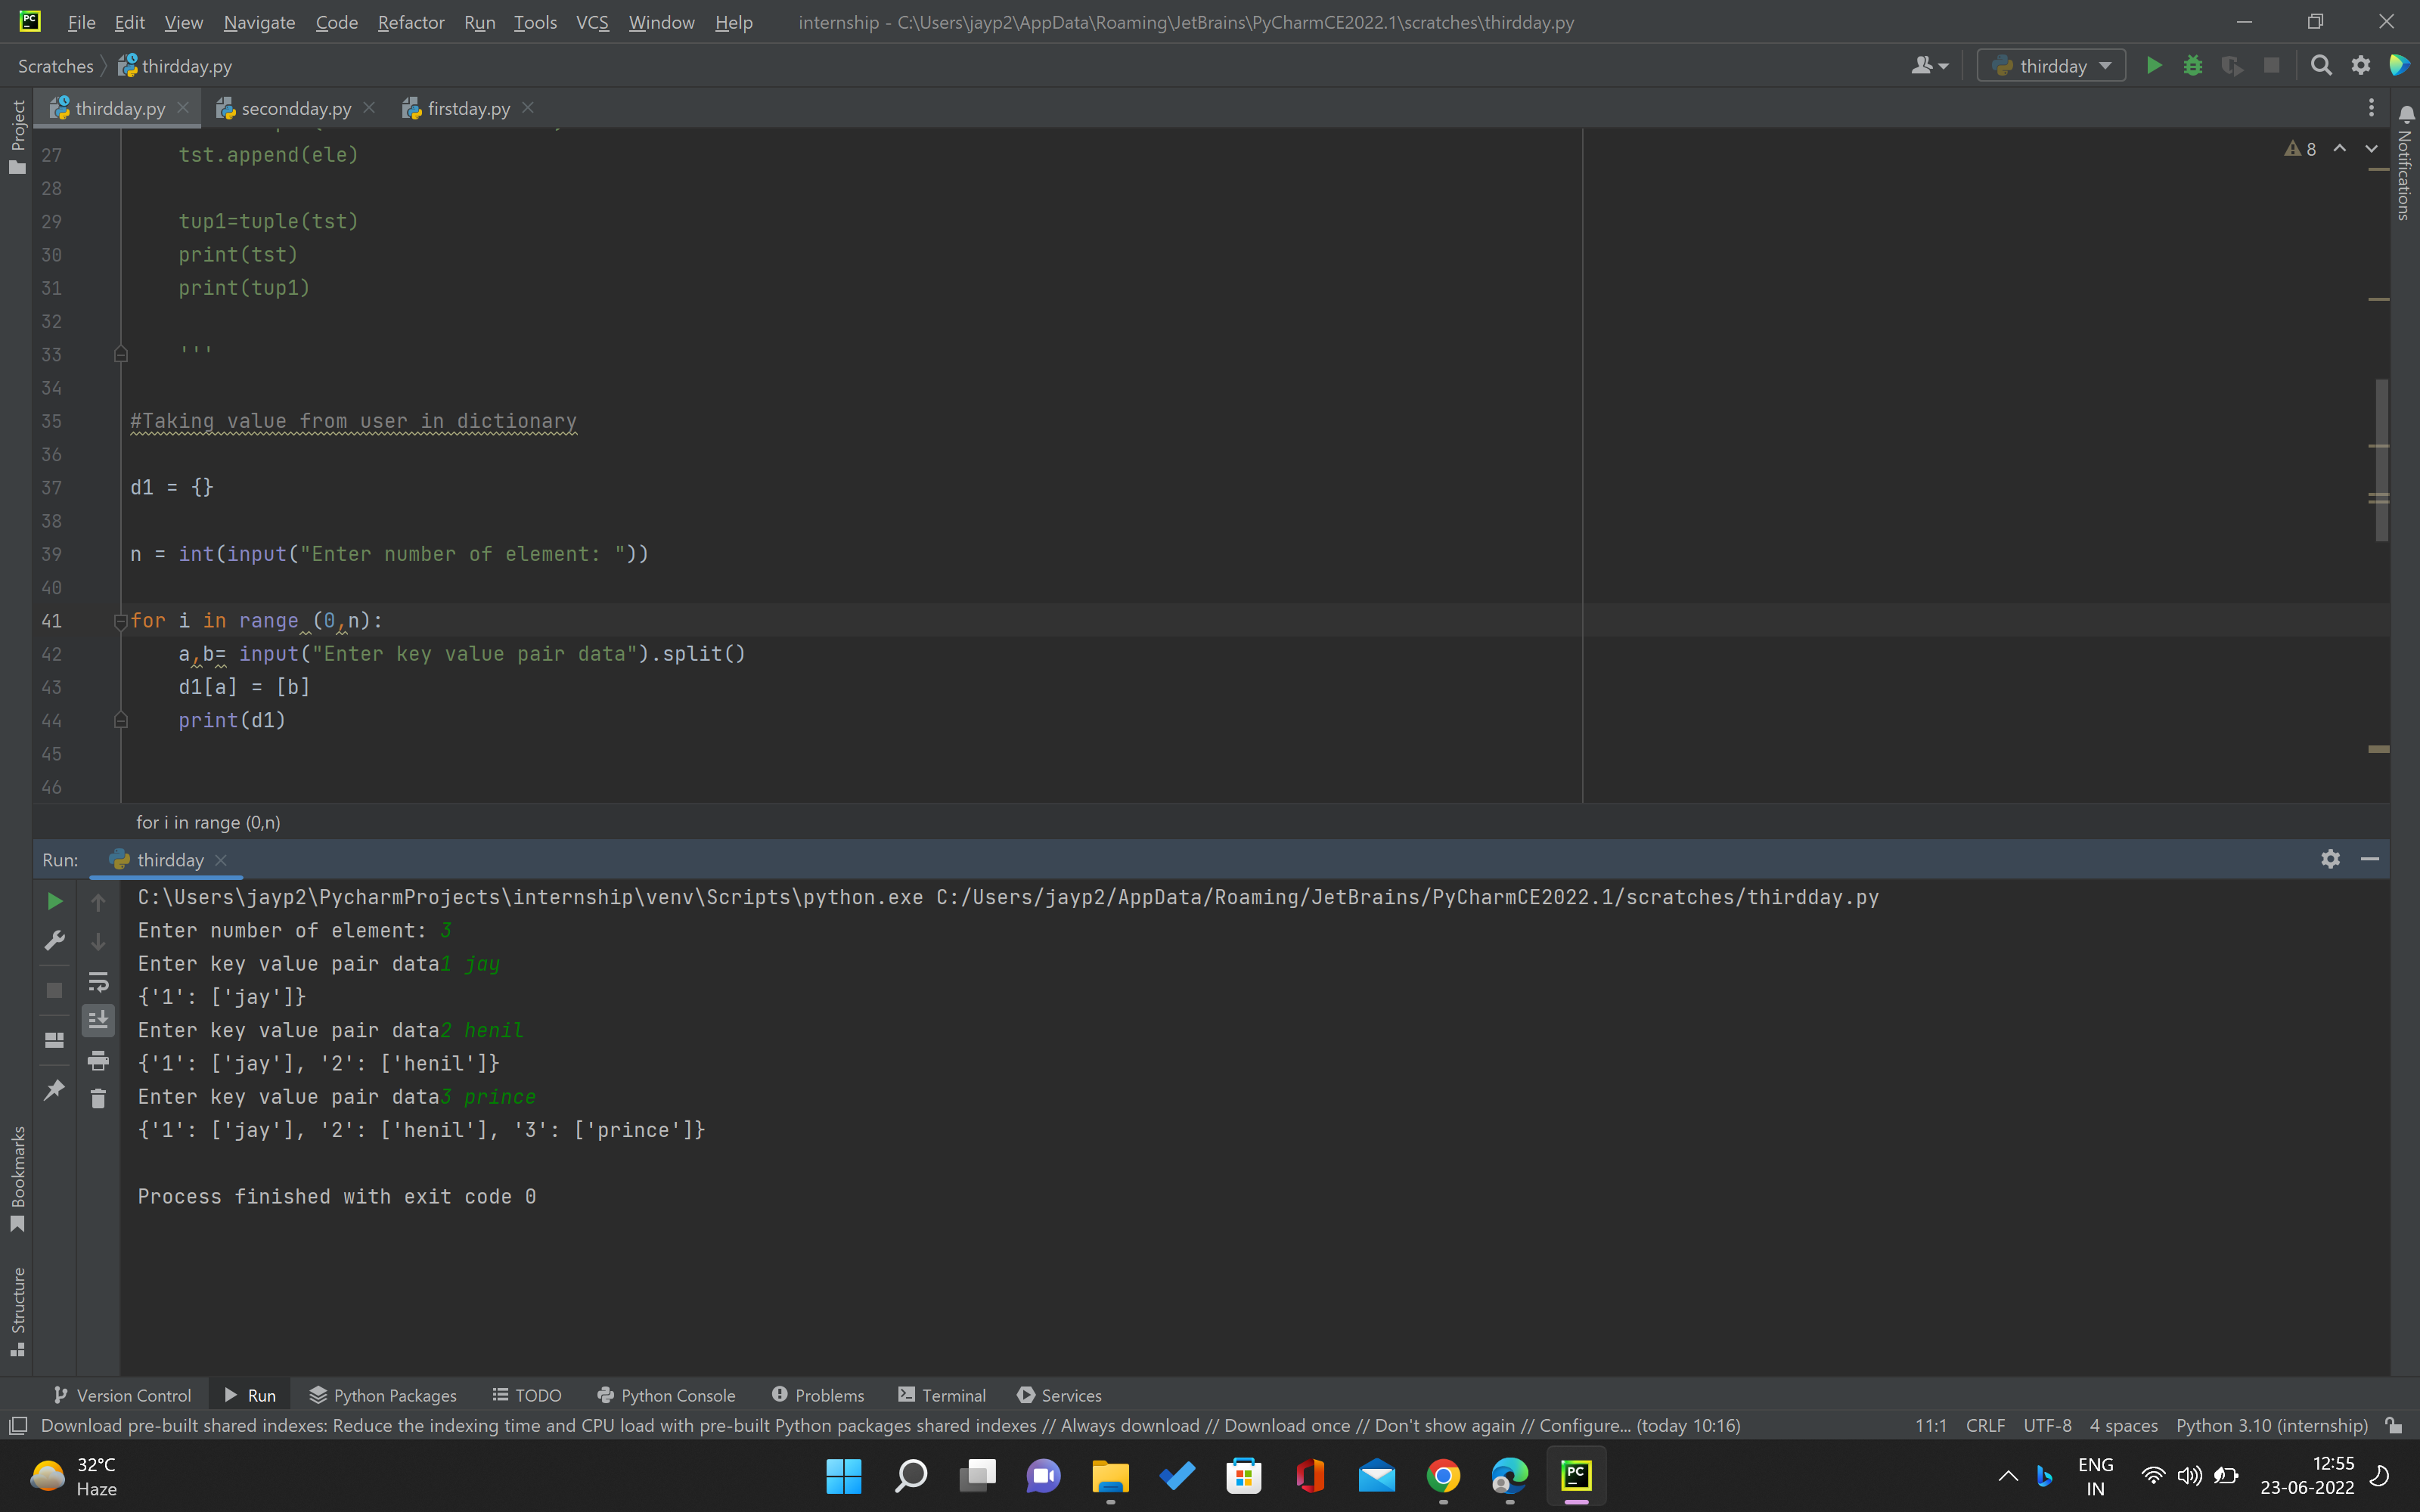 File Edit View Navigate Code Refactor Run Tools VCS Window Help internship - C:\Users\jayp2\AppData\Roaming\JetBrains\PyCharmCE2022.1\scratches\thirdday.py
Scratches thirdday.py thirdday
thirdday.py secondday.py firstday.py
Project
Notifications
27 tst.append(ele)
8
28
29 tup1=tuple(tst)
30 print(tst)
31 print(tup1)
32
33 '''
34
35 #Taking value from user in dictionary
36
37 d1 = {}
38
39 n = int(input("Enter number of element: "))
40
41 for i in range (0,n):
42 a,b= input("Enter key value pair data").split()
43 d1[a] = [b]
44 print(d1)
45
46
for i in range (0,n)
Run: thirdday
C:\Users\jayp2\PycharmProjects\internship\venv\Scripts\python.exe C:/Users/jayp2/AppData/Roaming/JetBrains/PyCharmCE2022.1/scratches/thirdday.py
Enter number of element: 3
Enter key value pair data1 jay
{'1': ['jay']}
Enter key value pair data2 henil
{'1': ['jay'], '2': ['henil']}
Enter key value pair data3 prince
{'1': ['jay'], '2': ['henil'], '3': ['prince']}
Process finished with exit code 0
Bookmarks
Structure
Version Control Run Python Packages TODO Python Console Problems Terminal Services
Download pre-built shared indexes: Reduce the indexing time and CPU load with pre-built Python packages shared indexes // Always download // Download once // Don't show again // Configure... (today 10:16) 11:1 CRLF UTF-8 4 spaces Python 3.10 (internship)
32°C
Haze
PC
ENG
IN
12:55
23-06-2022